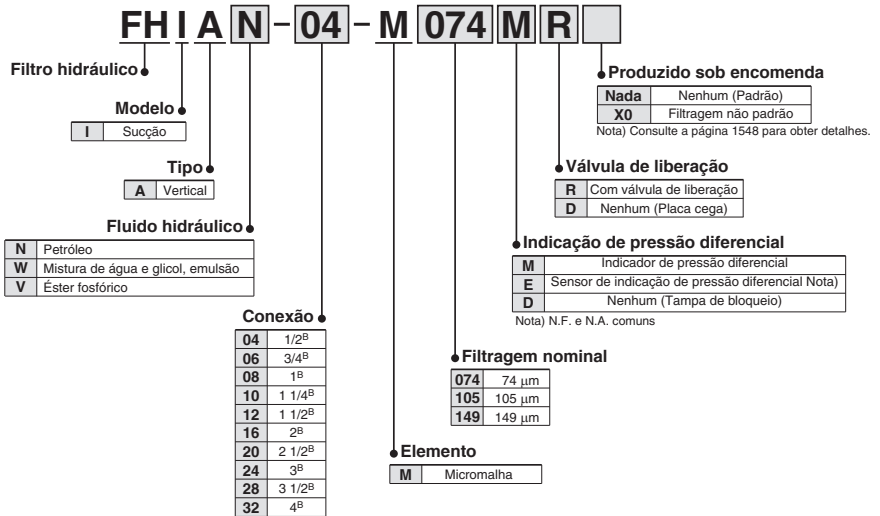 FH I A N - 04 - M 074 M R
Filtro hidráulico
Modelo
I Sucção
Tipo
A Vertical
Fluido hidráulico
N Petróleo
W Mistura de água e glicol, emulsão
V Éster fosfórico
Conexão
04 1/2B
06 3/4B
08 1B
10 1 1/4B
12 1 1/2B
16 2B
20 2 1/2B
24 3B
28 3 1/2B
32 4B
Elemento
M Micromalha
Filtragem nominal
074 74 µm
105 105 µm
149 149 µm
Indicação de pressão diferencial
M Indicador de pressão diferencial
E Sensor de indicação de pressão diferencial Nota)
D Nenhum (Tampa de bloqueio)
Nota) N.F. e N.A. comuns
Válvula de liberação
R Com válvula de liberação
D Nenhum (Placa cega)
Produzido sob encomenda
Nada Nenhum (Padrão)
X0 Filtragem não padrão
Nota) Consulte a página 1548 para obter detalhes.